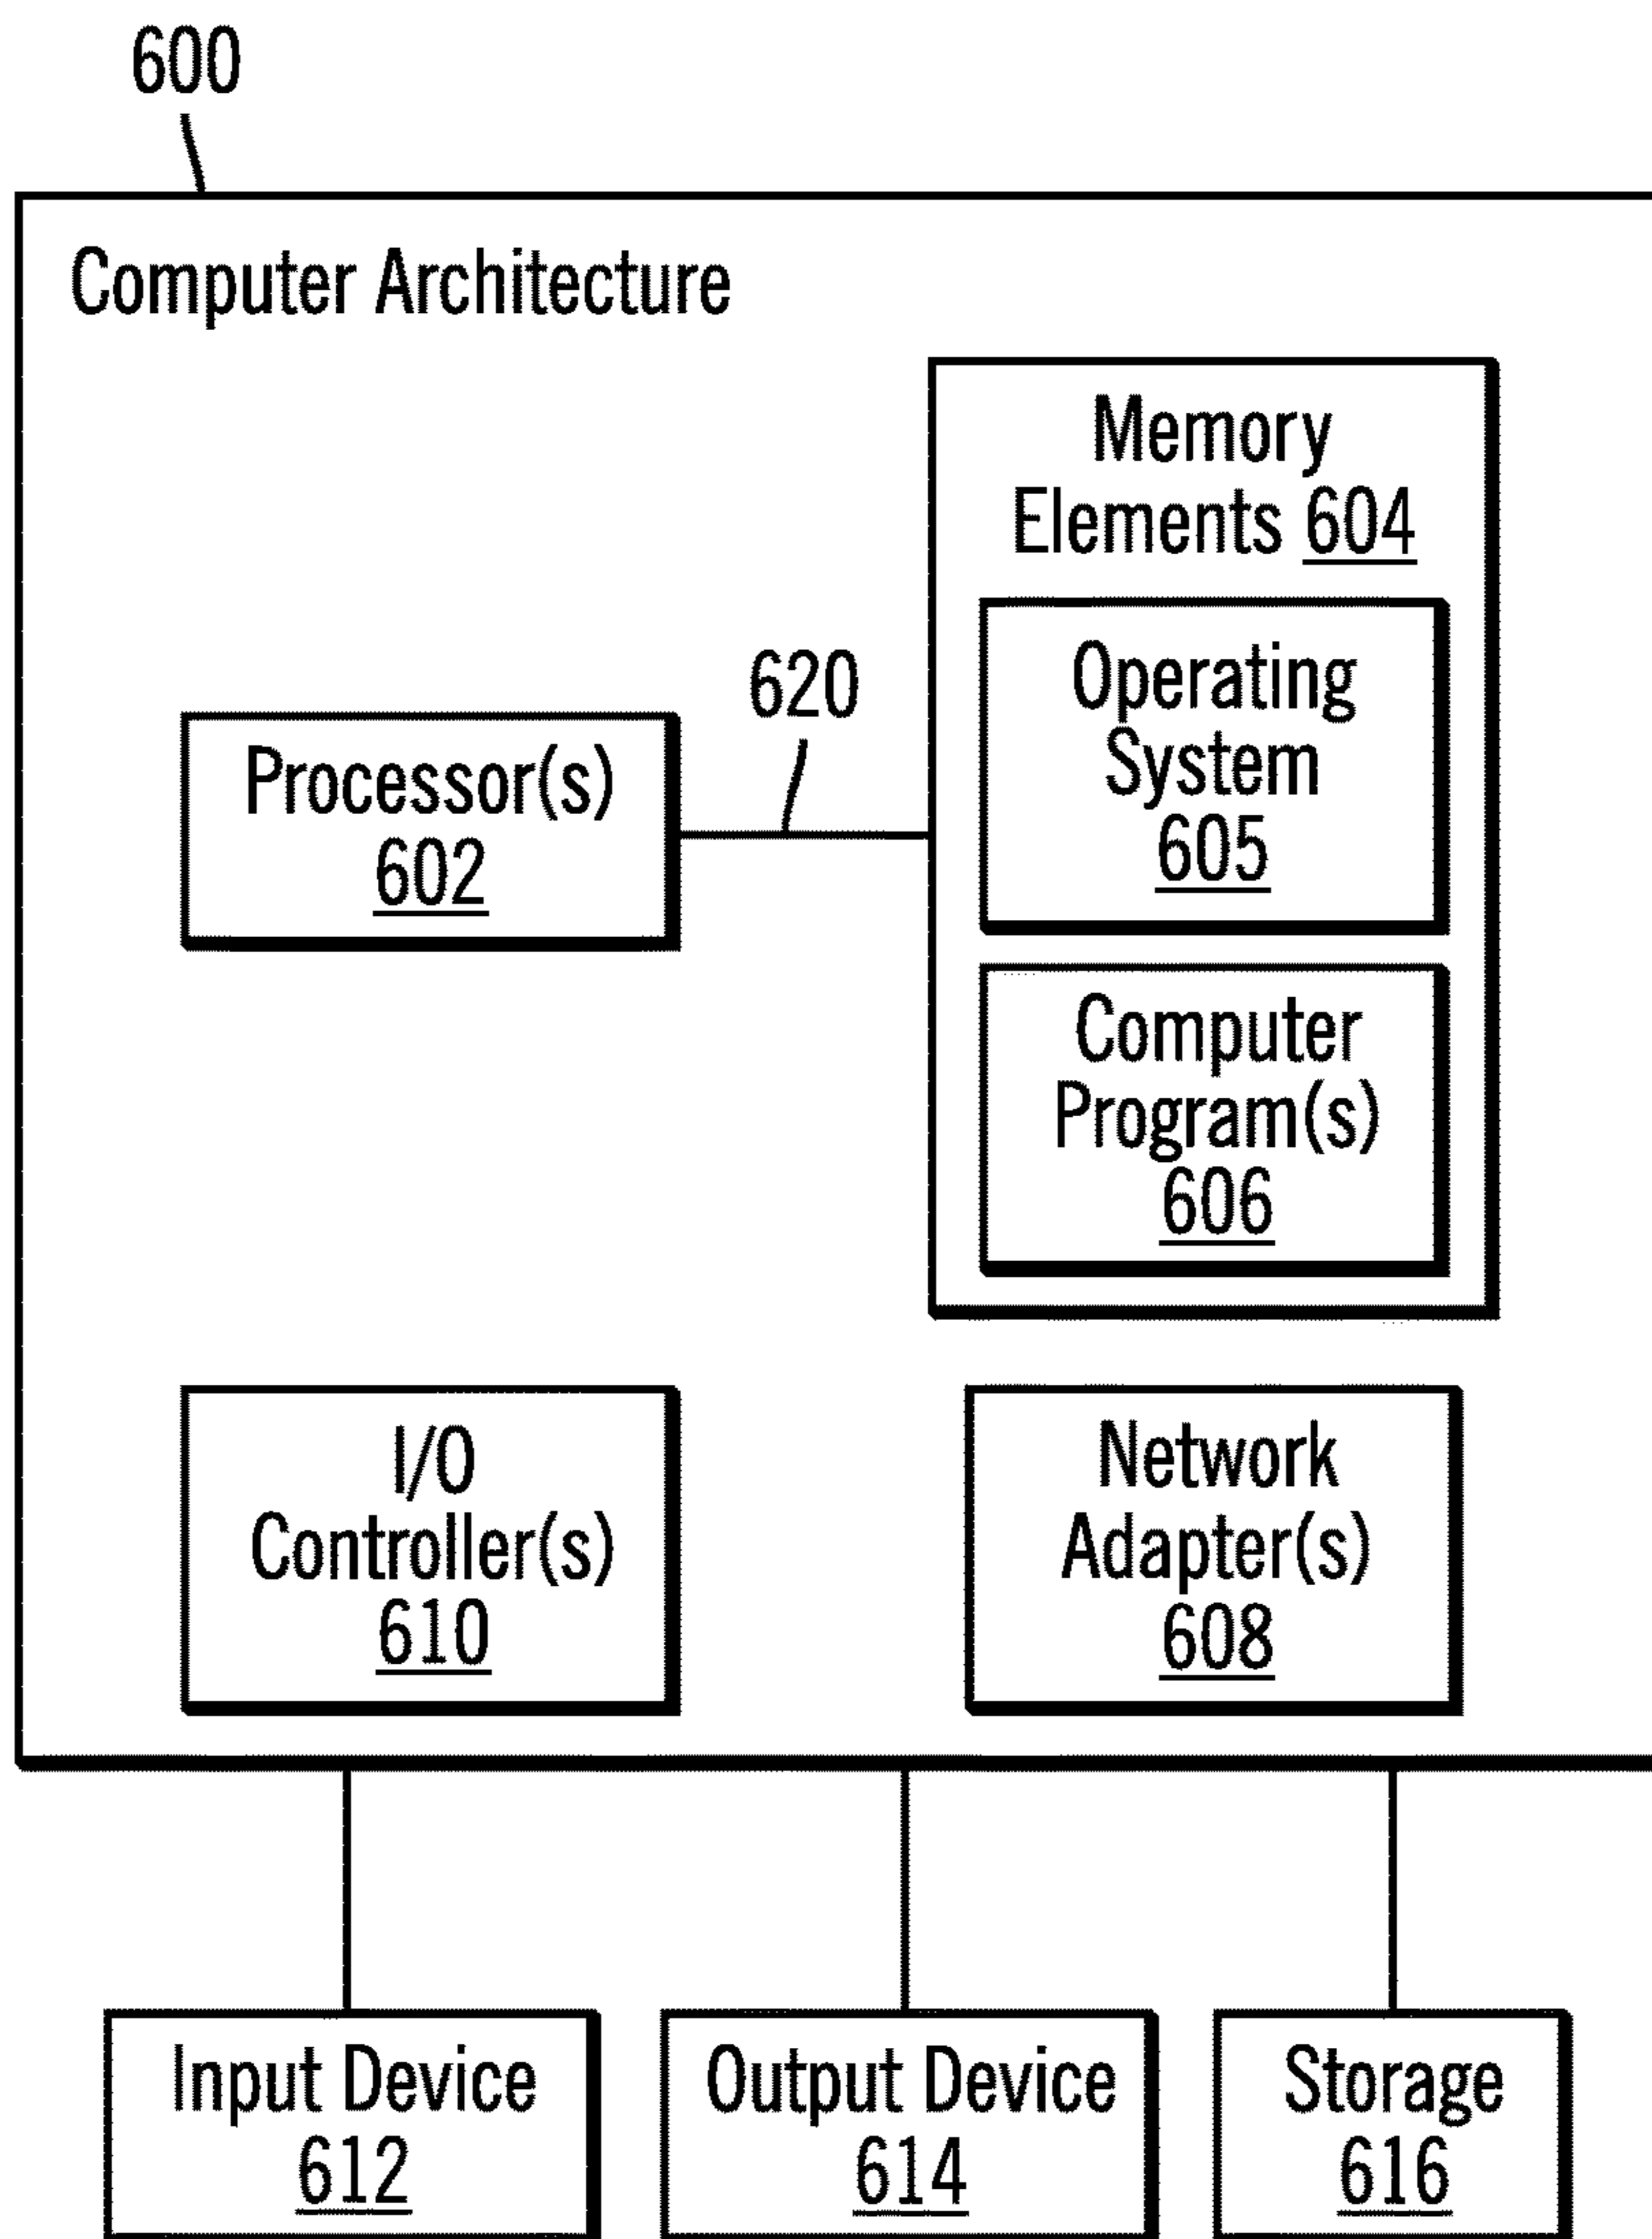 600
Computer Architecture
Memory
Elements 604
Operating
System
605
620
Processor(s)
602
Computer
Program(s)
606
I/O
Controller(s)
610
Network
Adapter(s)
608
Input Device
612
Output Device
614
Storage
616